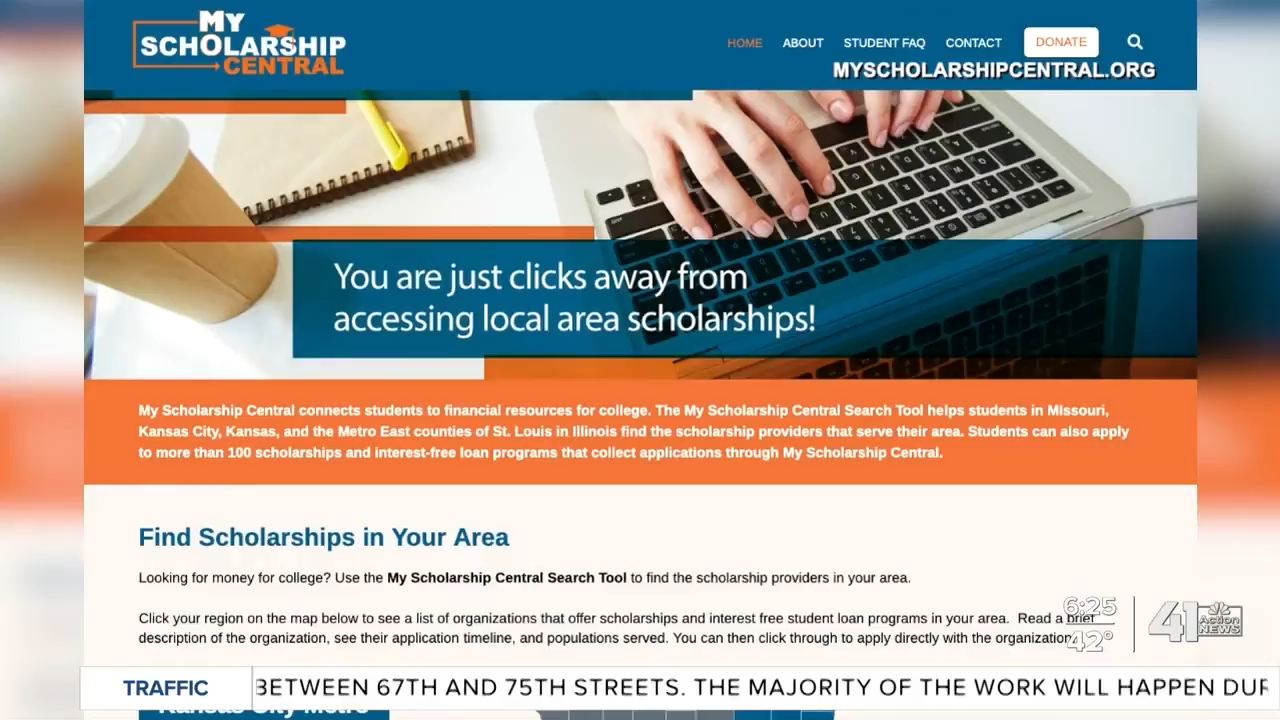 MY
SCHOLARSHIP
CENTRAL
HOME ABOUT STUDENT FAQ CONTACT DONATE
MYSCHOLARSHIPCENTRAL.ORG
You are just clicks away from
accessing local area scholarships!
My Scholarship Central connects students to financial resources for college. The My Scholarship Central Search Tool helps students in MIssouri,
Kansas City, Kansas, and the Metro East counties of St. Louis in Illinois find the scholarship providers that serve their area. Students can also apply
to more than 100 scholarships and interest-free loan programs that collect applications through My Scholarship Central.
Find Scholarships in Your Area
Looking for money for college? Use the My Scholarship Central Search Tool to find the scholarship providers in your area.
Click your region on the map below to see a list of organizations that offer scholarships and interest free student loan programs in your area. Read a brief
description of the organization, see their application timeline, and populations served. You can then click through to apply directly with the organization.
6:25
42°
41 Action NEWS
TRAFFIC BETWEEN 67TH AND 75TH STREETS. THE MAJORITY OF THE WORK WILL HAPPEN DUR
Kansas City Metro